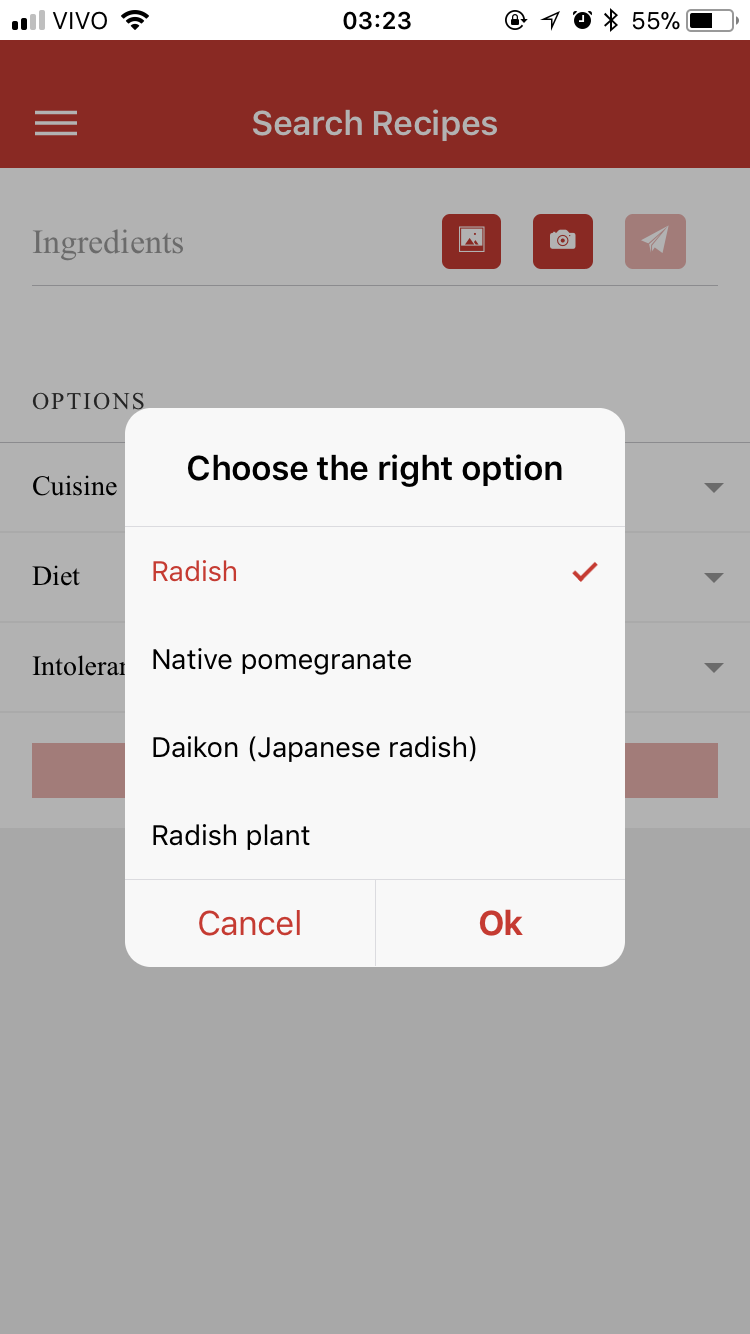 VIVO 03:23 55%
Search Recipes
Ingredients
OPTIONS
Cuisine
Diet
Intoleran
Choose the right option
Radish
Native pomegranate
Daikon (Japanese radish)
Radish plant
Cancel Ok